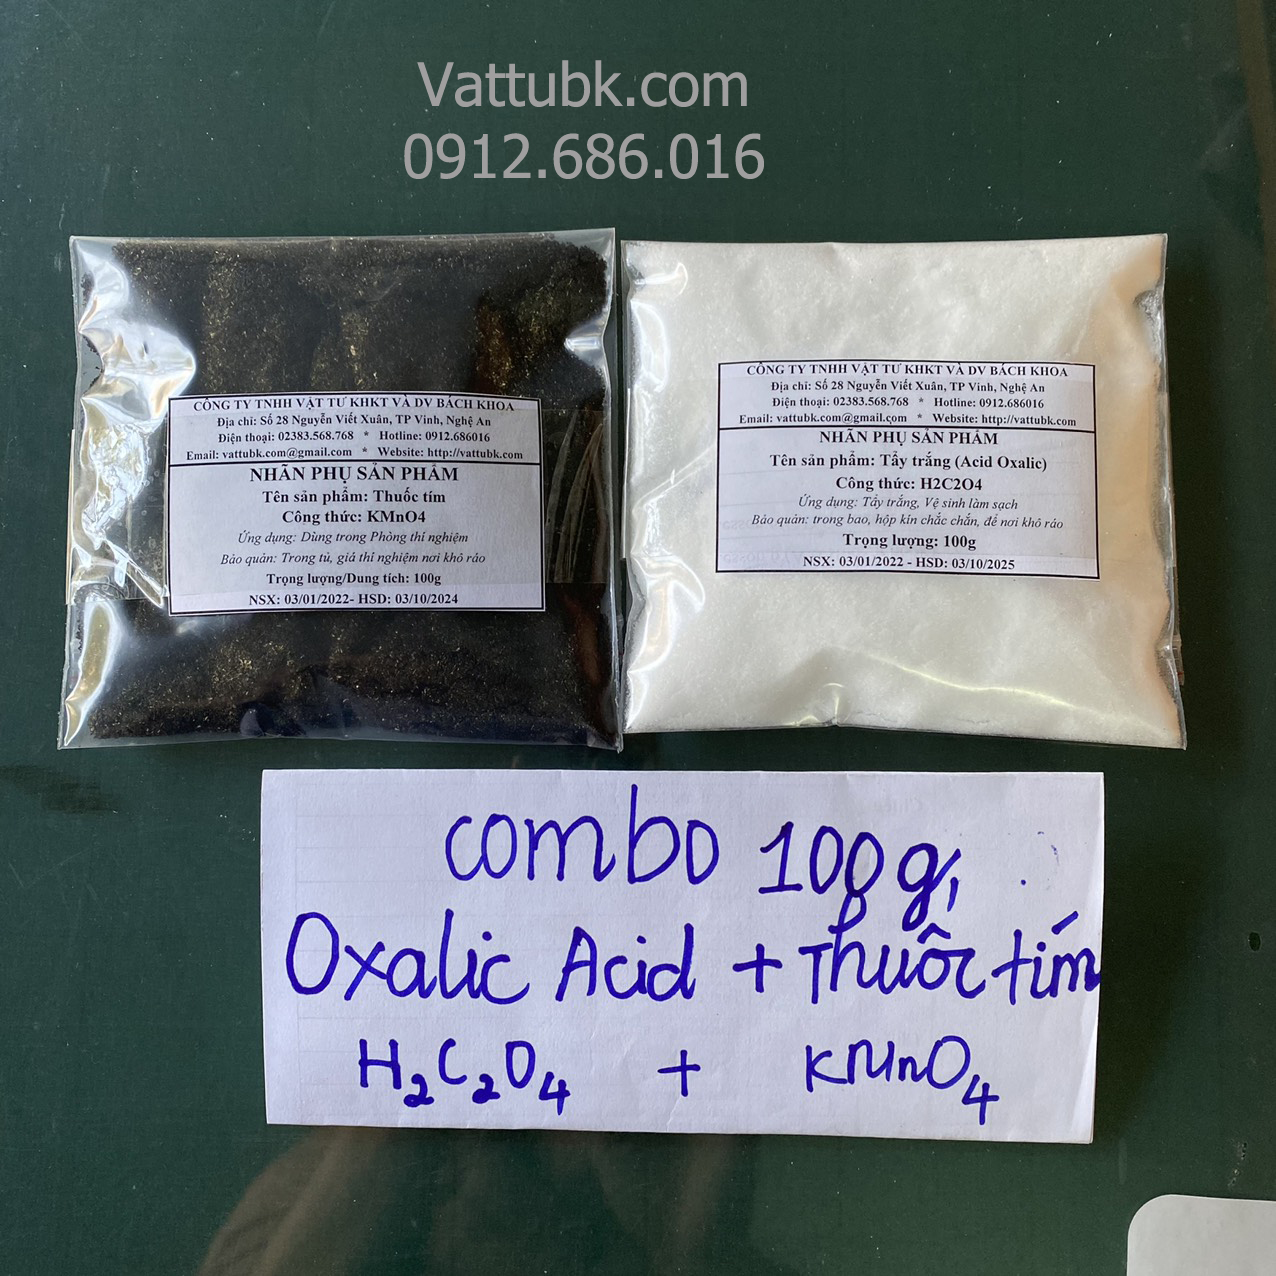 Vattubk.com
0912.686.016
CÔNG TY TNHH VẬT TƯ KHKT VÀ DV BÁCH KHOA
Địa chỉ: Số 28 Nguyễn Viết Xuân, TP Vinh, Nghệ An
Điện thoại: 02383.568.768 * Hotline: 0912.686016
Email: vattubk.com@gmail.com * Website: http://vattubk.com
NHÃN PHỤ SẢN PHẨM
Tên sản phẩm: Thuốc tím
Công thức: KMnO4
Ứng dụng: Dùng trong Phòng thí nghiệm
Bảo quản: Trong tủ, giá thí nghiệm nơi khô ráo
Trọng lượng/Dung tích: 100g
NSX: 03/01/2022- HSD: 03/10/2024
CÔNG TY TNHH VẬT TƯ KHKT VÀ DV BÁCH KHOA
Địa chỉ: Số 28 Nguyễn Viết Xuân, TP Vinh, Nghệ An
Điện thoại: 02383.568.768 * Hotline: 0912.686016
Email: vattubk.com@gmail.com * Website: http://vattubk.com
NHÃN PHỤ SẢN PHẨM
Tên sản phẩm: Tẩy trắng (Acid Oxalic)
Công thức: H2C2O4
Ứng dụng: Tẩy trắng, Vệ sinh làm sạch
Bảo quản: trong bao, hộp kín chắc chắn, để nơi khô ráo
Trọng lượng: 100g
NSX: 03/01/2022 - HSD: 03/10/2025
combo 100g,
Oxalic Acid + Thuốc tím
H₂C₂O₄ + KMnO₄